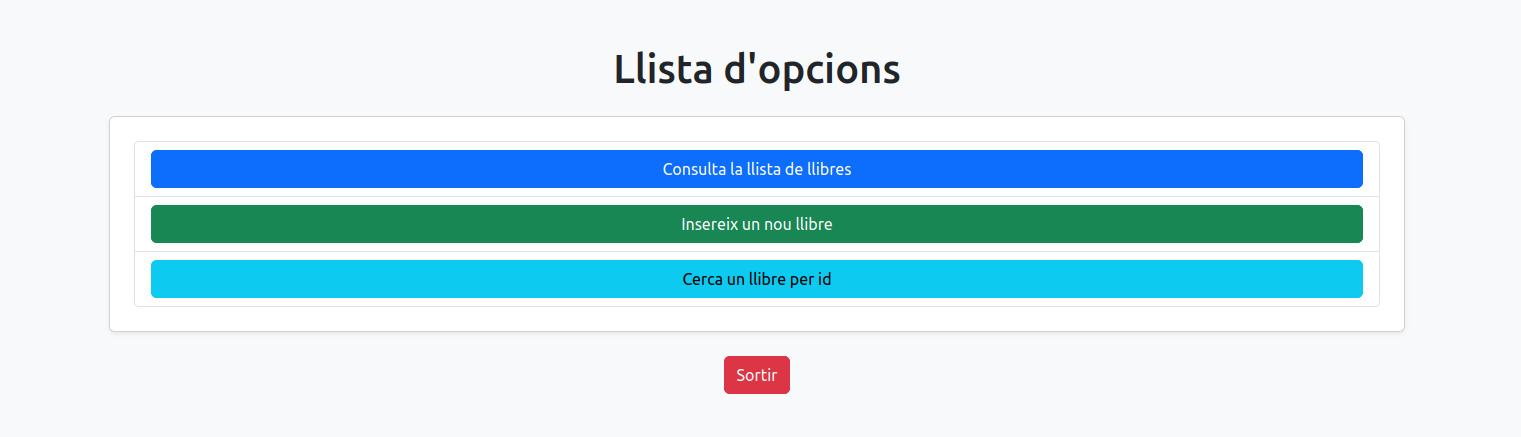 Llista d'opcions
Consulta la llista de llibres
Insereix un nou llibre
Cerca un llibre per id
Sortir